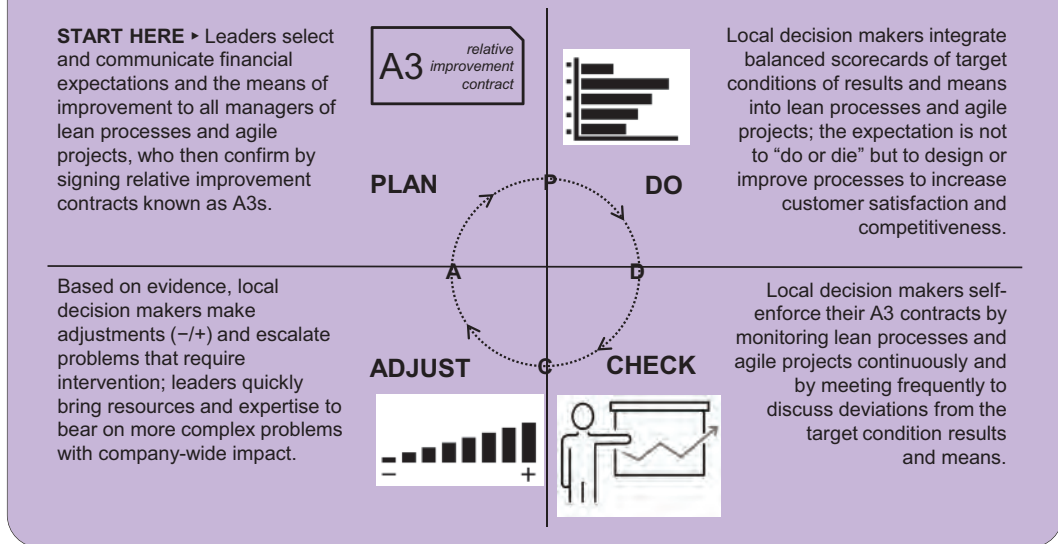 START HERE ▸ Leaders select
and communicate financial
expectations and the means of
improvement to all managers of
lean processes and agile
projects, who then confirm by
signing relative improvement
contracts known as A3s.
A3
relative
improvement
contract
PLAN
Local decision makers integrate
balanced scorecards of target
conditions of results and means
into lean processes and agile
projects; the expectation is not
to “do or die” but to design or
improve processes to increase
customer satisfaction and
competitiveness.
DO
P
A
D
C
Based on evidence, local
decision makers make
adjustments (−/+) and escalate
problems that require
intervention; leaders quickly
bring resources and expertise to
bear on more complex problems
with company-wide impact.
ADJUST
− +
CHECK
Local decision makers self-
enforce their A3 contracts by
monitoring lean processes and
agile projects continuously and
by meeting frequently to
discuss deviations from the
target condition results
and means.